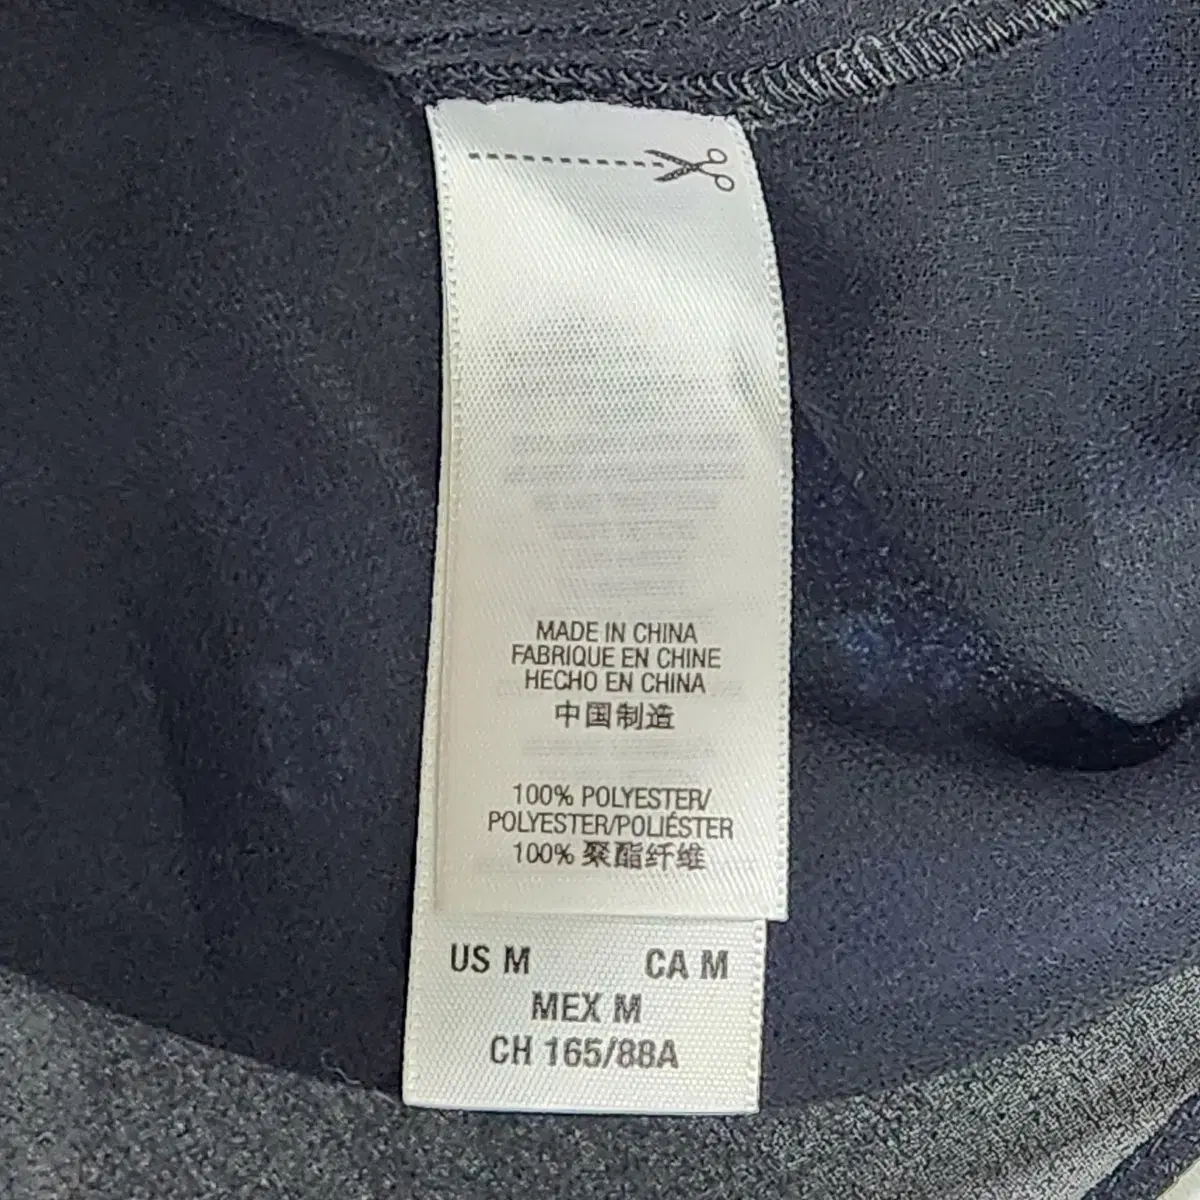 MADE IN CHINA
FABRIQUE EN CHINE
HECHO EN CHINA
中国制造
100% POLYESTER/
POLYESTER/POLIÉSTER
100% 聚酯纤维
US M CA M
MEX M
CH 165/88A